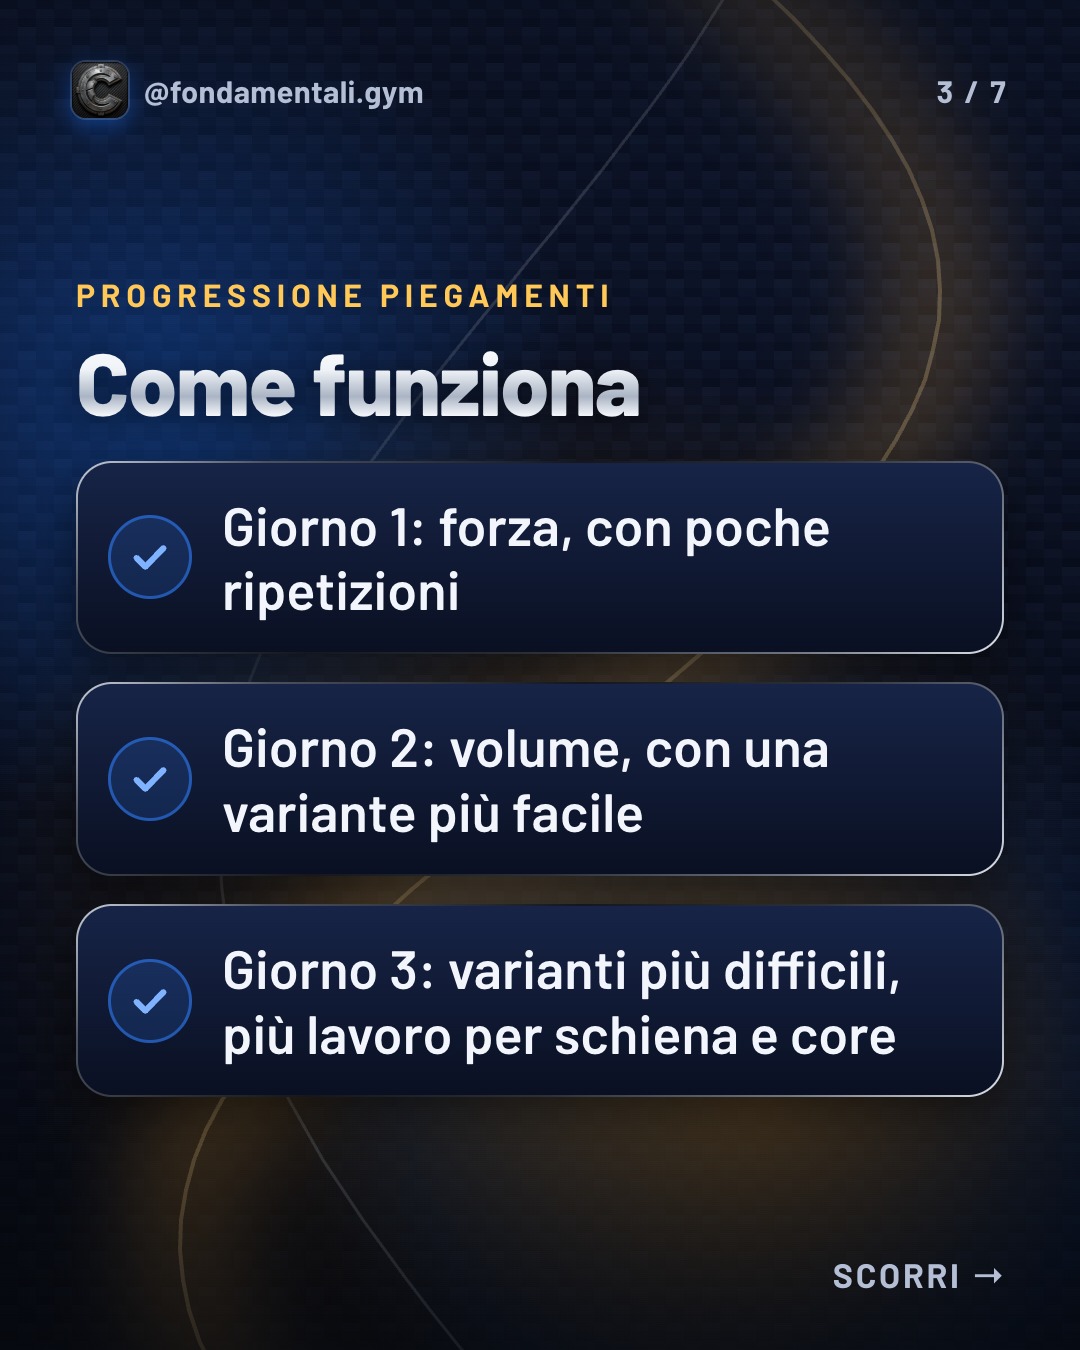 @fondamentali.gym
3 / 7
PROGRESSIONE PIEGAMENTI
Come funziona
Giorno 1: forza, con poche
ripetizioni
Giorno 2: volume, con una
variante più facile
Giorno 3: varianti più difficili,
più lavoro per schiena e core
SCORRI →